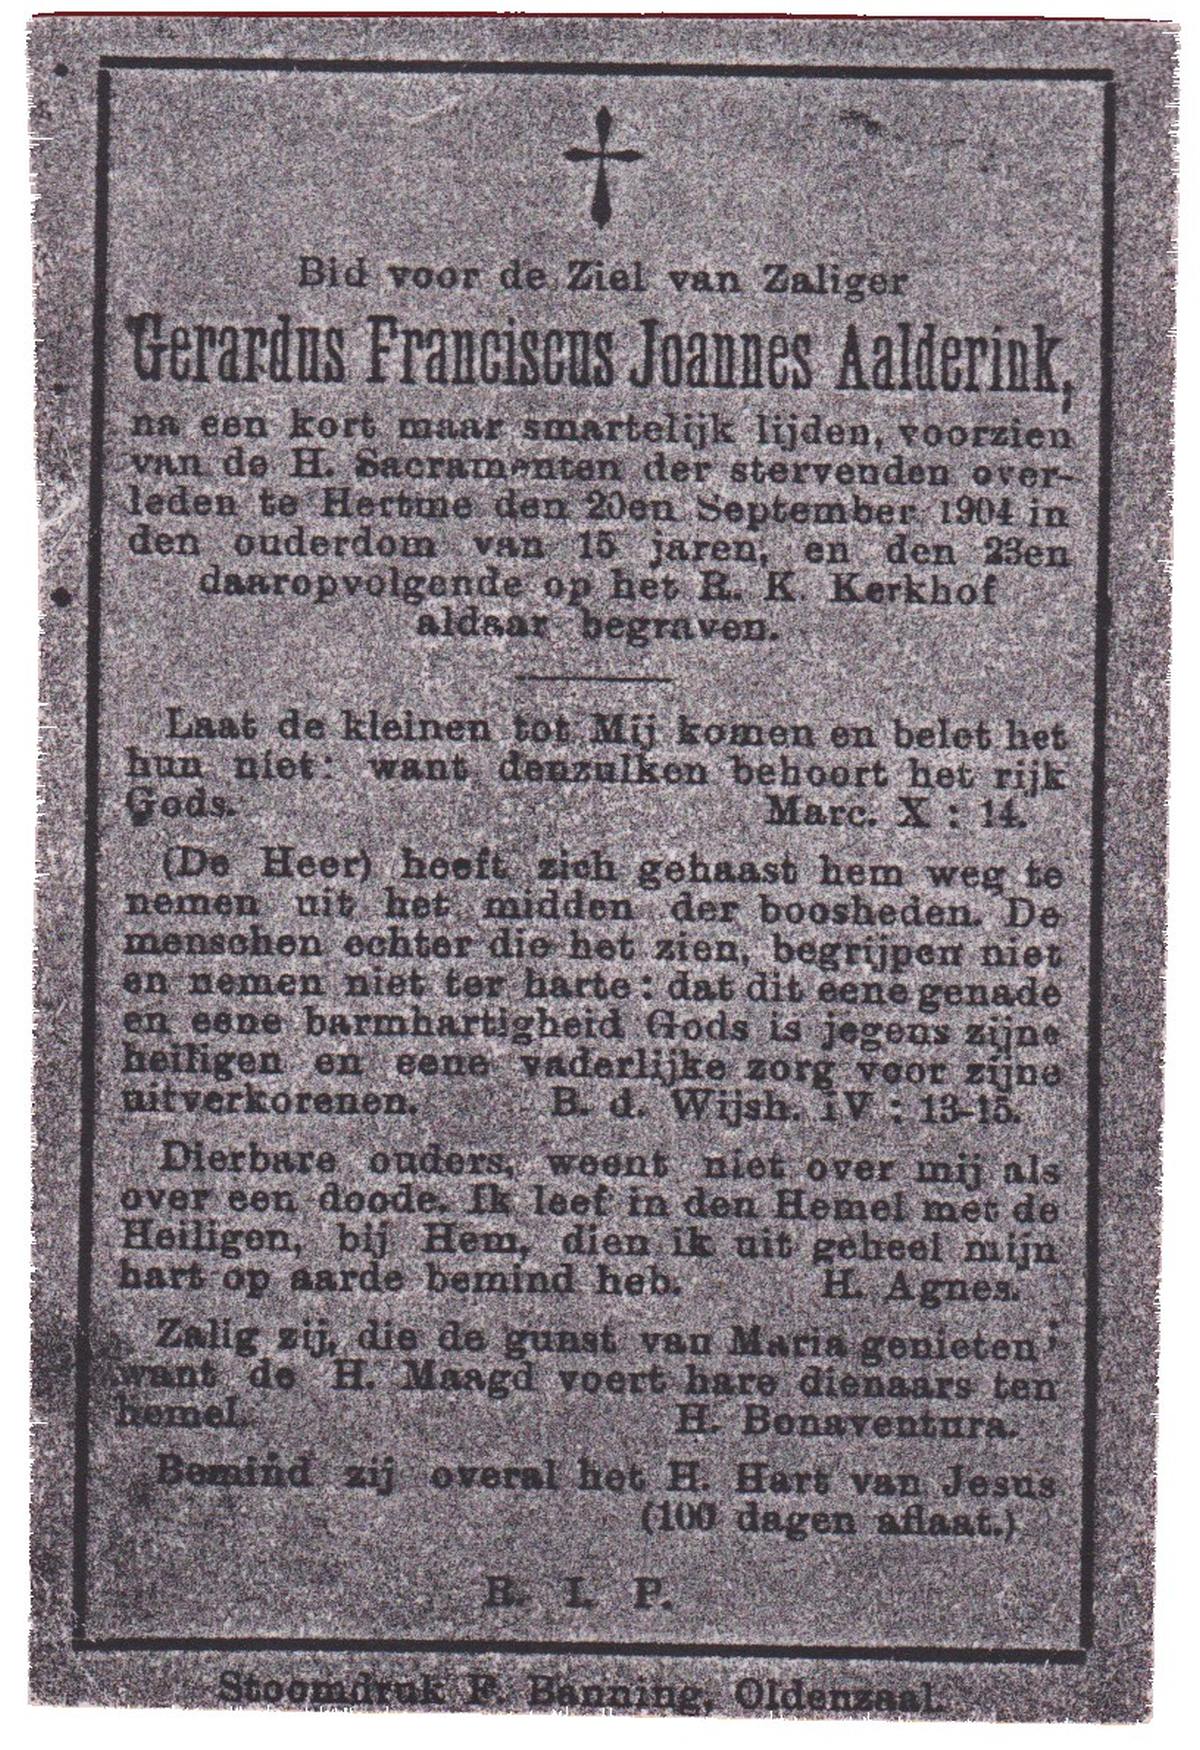 Bid voor de Ziel van Zaliger
Gerardus Franciscus Joannes Aalderink,
na een kort maar smartelijk lijden, voorzien
van de H. Sacramenten der stervenden over-
leden te Hertme den 20en September 1904 in
den ouderdom van 15 jaren, en den 23en
daaropvolgende op het R. K. Kerkhof
aldaar begraven.
Laat de kleinen tot Mij komen en belet het
hun niet: want denzulken behoort het rijk
Gods. Marc. X : 14.
(De Heer) heeft zich gehaast hem weg te
nemen uit het midden der boosheden. De
menschen echter die het zien, begrijpen niet
en nemen niet ter harte: dat dit eene genade
en eene barmhartigheid Gods is jegens zijne
heiligen en eene vaderlijke zorg voor zijne
uitverkorenen. B. d. Wijsh. IV : 13-15.
Dierbare ouders, weent niet over mij als
over een doode. Ik leef in den Hemel met de
Heiligen, bij Hem, dien ik uit geheel mijn
hart op aarde bemind heb. H. Agnes.
Zalig zij, die de gunst van Maria genieten;
want de H. Maagd voert hare dienaars ten
hemel. H. Bonaventura.
Bemind zij overal het H. Hart van Jesus
(100 dagen aflaat.)
R. I. P.
Stoomdruk F. Banning, Oldenzaal.